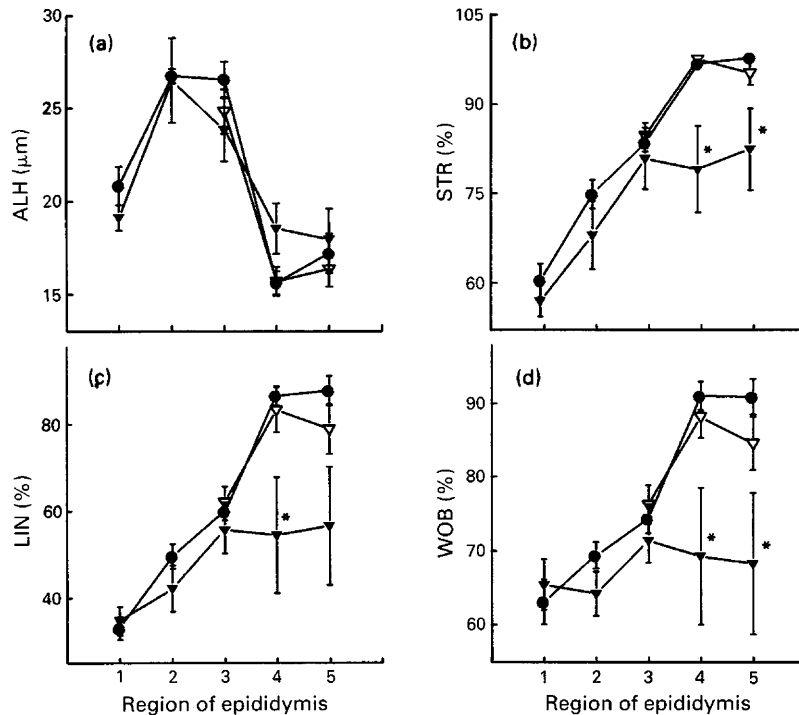 (a)
30
25
20
15
ALH (μm)
(b)
105
90
75
60
STR (%)
*
*
(c)
80
60
40
LIN (%)
*
1 2 3 4 5
Region of epididymis
(d)
90
80
70
60
WOB (%)
*
*
1 2 3 4 5
Region of epididymis